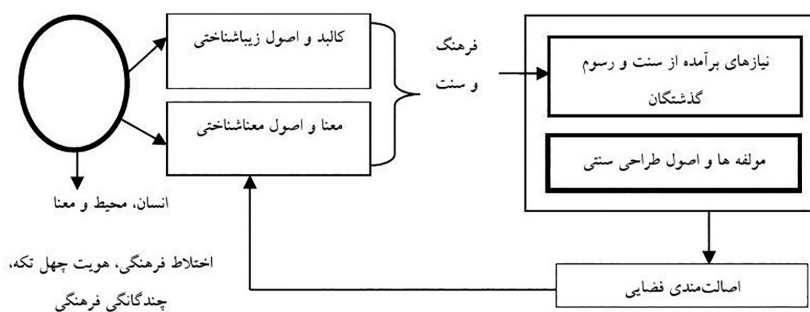 کالبد و اصول زیباشناختی
معنا و اصول معناشناختی
فرهنگ
و سنت
نیازهای برآمده از سنت و رسوم
گذشتگان
مولفه ها و اصول طراحی سنتی
انسان، محیط و معنا
اختلاط فرهنگی، هویت چهل تکه،
چندگانگی فرهنگی
اصالت‌مندی فضایی